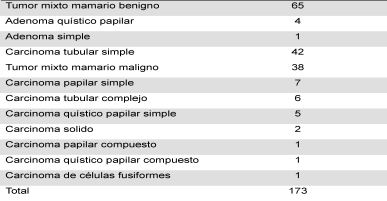 Tumor mixto mamario benigno 65
Adenoma quístico papilar 4
Adenoma simple 1
Carcinoma tubular simple 42
Tumor mixto mamario maligno 38
Carcinoma papilar simple 7
Carcinoma tubular complejo 6
Carcinoma quístico papilar simple 5
Carcinoma solido 2
Carcinoma papilar compuesto 1
Carcinoma quístico papilar compuesto 1
Carcinoma de células fusiformes 1
Total 173